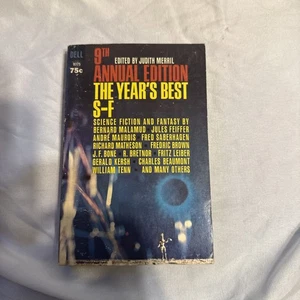 DELL
75c
9TH
EDITED BY JUDITH MERRIL
ANNUAL EDITION
THE YEAR'S BEST
S-F
SCIENCE FICTION AND FANTASY BY
BERNARD MALAMUD JULES FEIFFER
ANDRÉ MAUROIS FRED SABERHAGEN
RICHARD MATHESON FREDRIC BROWN
J. F. BONE R. BRETNOR FRITZ LEIBER
GERALD KERSH CHARLES BEAUMONT
WILLIAM TENN AND MANY OTHERS